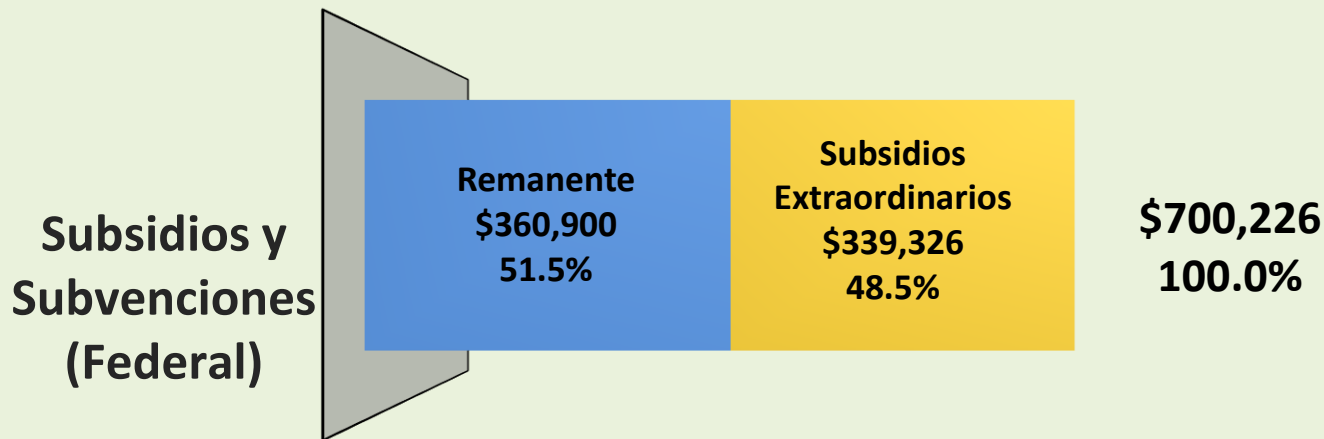 Subsidios y
Subvenciones
(Federal)
Remanente
$360,900
51.5%
Subsidios
Extraordinarios
$339,326
48.5%
$700,226
100.0%